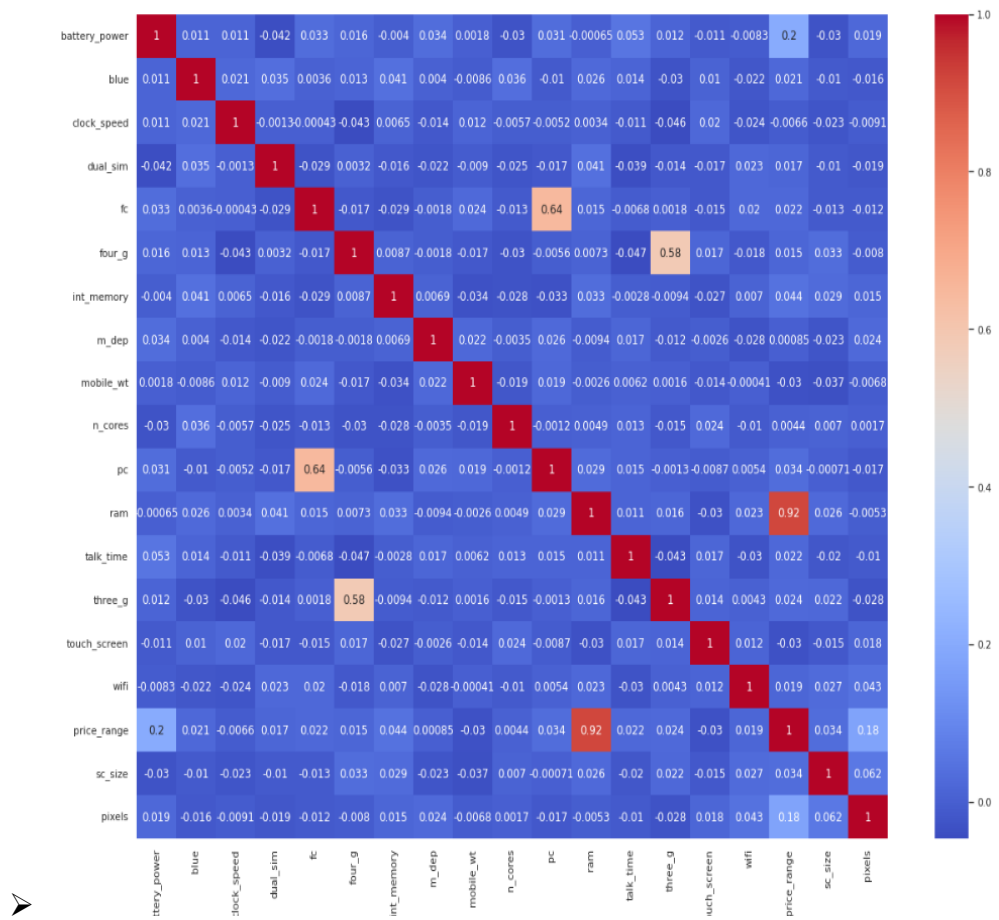 battery_power 1 0.011 0.011 -0.042 0.033 0.016 -0.004 0.034 0.0018 -0.03 0.031 -0.00065 0.053 0.012 -0.011 -0.0083 0.2 -0.03 0.019 1.0
blue 0.011 1 0.021 0.035 0.0036 0.013 0.041 0.004 -0.0086 0.036 -0.01 0.026 0.014 -0.03 0.01 -0.022 0.021 -0.01 -0.016
clock_speed 0.011 0.021 1 -0.0013 -0.00043 -0.043 0.0065 -0.014 0.012 -0.0057 -0.0052 0.0034 -0.011 -0.046 0.02 -0.024 -0.0066 -0.023 -0.0091
dual_sim -0.042 0.035 -0.0013 1 -0.029 0.0032 -0.016 -0.022 -0.009 -0.025 -0.017 0.041 -0.039 -0.014 -0.017 0.023 0.017 -0.01 -0.019 0.8
fc 0.033 0.0036 -0.00043 -0.029 1 -0.017 -0.029 -0.0018 0.024 -0.013 0.64 0.015 -0.0068 0.0018 -0.015 0.02 0.022 -0.013 -0.012
four_g 0.016 0.013 -0.043 0.0032 -0.017 1 0.0087 -0.0018 -0.017 -0.03 -0.0056 0.0073 -0.047 0.58 0.017 -0.018 0.015 0.033 -0.008
int_memory -0.004 0.041 0.0065 -0.016 -0.029 0.0087 1 0.0069 -0.034 -0.028 -0.033 0.033 -0.0028 -0.0094 -0.027 0.007 0.044 0.029 0.015 0.6
m_dep 0.034 0.004 -0.014 -0.022 -0.0018 -0.0018 0.0069 1 0.022 -0.0035 0.026 -0.0094 0.017 -0.012 -0.0026 -0.028 0.00085 -0.023 0.024
mobile_wt 0.0018 -0.0086 0.012 -0.009 0.024 -0.017 -0.034 0.022 1 -0.019 0.019 -0.0026 0.0062 0.0016 -0.014 -0.00041 -0.03 -0.037 -0.0068
n_cores -0.03 0.036 -0.0057 -0.025 -0.013 -0.03 -0.028 -0.0035 -0.019 1 -0.0012 0.0049 0.013 -0.015 0.024 -0.01 0.0044 0.007 0.0017
pc 0.031 -0.01 -0.0052 -0.017 0.64 -0.0056 -0.033 0.026 0.019 -0.0012 1 0.029 0.015 -0.0013 -0.0087 0.0054 0.034 -0.00071 -0.017 0.4
ram -0.00065 0.026 0.0034 0.041 0.015 0.0073 0.033 -0.0094 -0.0026 0.0049 0.029 1 0.011 0.016 -0.03 0.023 0.92 0.026 -0.0053
talk_time 0.053 0.014 -0.011 -0.039 -0.0068 -0.047 -0.0028 0.017 0.0062 0.013 0.015 0.011 1 -0.043 0.017 -0.03 0.022 -0.02 -0.01
three_g 0.012 -0.03 -0.046 -0.014 0.0018 0.58 -0.0094 -0.012 0.0016 -0.015 -0.0013 0.016 -0.043 1 0.014 0.0043 0.024 0.022 -0.028
touch_screen -0.011 0.01 0.02 -0.017 -0.015 0.017 -0.027 -0.0026 -0.014 0.024 -0.0087 -0.03 0.017 0.014 1 0.012 -0.03 -0.015 0.018 0.2
wifi -0.0083 -0.022 -0.024 0.023 0.02 -0.018 0.007 -0.028 -0.00041 -0.01 0.0054 0.023 -0.03 0.0043 0.012 1 0.019 0.027 0.043
price_range 0.2 0.021 -0.0066 0.017 0.022 0.015 0.044 0.00085 -0.03 0.0044 0.034 0.92 0.022 0.024 -0.03 0.019 1 0.034 0.18
sc_size -0.03 -0.01 -0.023 -0.01 -0.013 0.033 0.029 -0.023 -0.037 0.007 -0.00071 0.026 -0.02 0.022 -0.015 0.027 0.034 1 0.062 0.0
pixels 0.019 -0.016 -0.0091 -0.019 -0.012 -0.008 0.015 0.024 -0.0068 0.0017 -0.017 -0.0053 -0.01 -0.028 0.018 0.043 0.18 0.062 1
ttery_power blue clock_speed dual_sim fc four_g int_memory m_dep mobile_wt n_cores pc ram talk_time three_g ouch_screen wifi price_range sc_size pixels